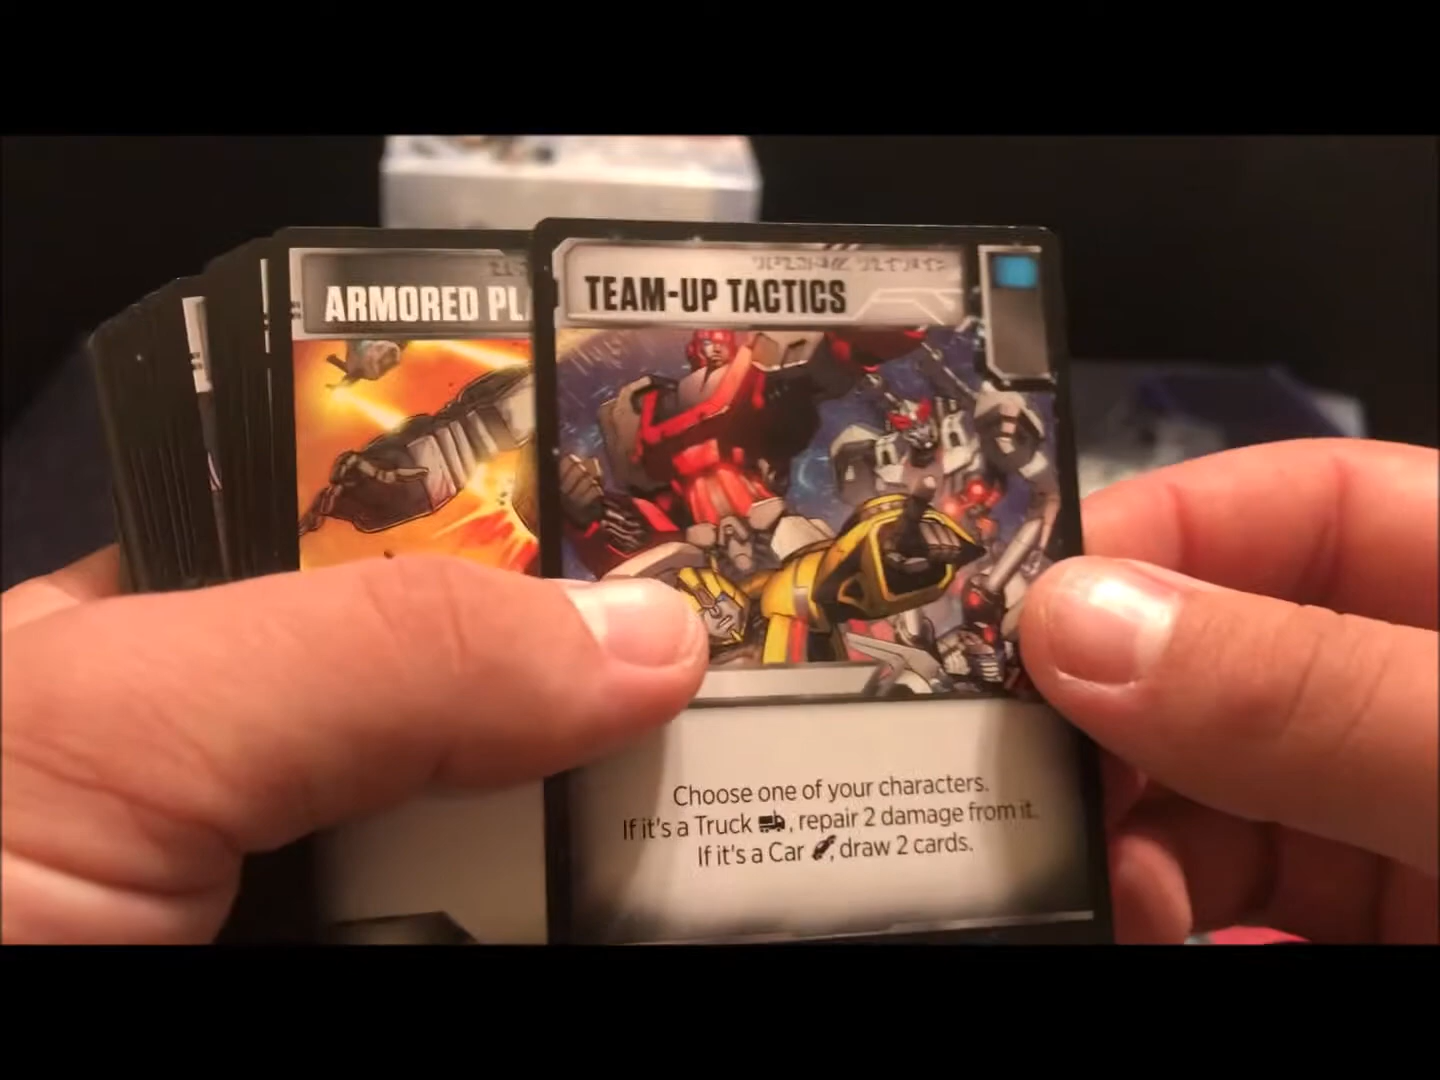 ARMORED PL
TEAM-UP TACTICS
Choose one of your characters.
If it's a Truck , repair 2 damage from it.
If it's a Car , draw 2 cards.